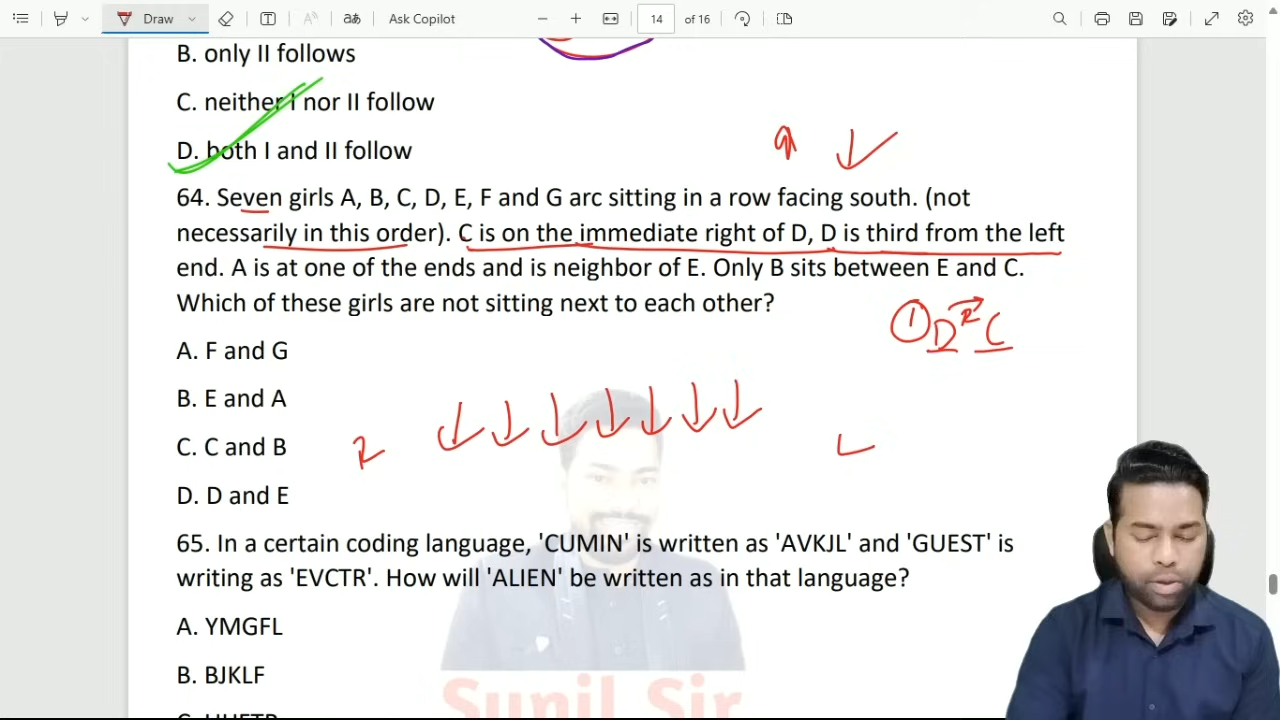 Draw
Ask Copilot
14
of 16
B. only II follows
C. neither I nor II follow
D. both I and II follow
64. Seven girls A, B, C, D, E, F and G arc sitting in a row facing south. (not
necessarily in this order). C is on the immediate right of D, D is third from the left
end. A is at one of the ends and is neighbor of E. Only B sits between E and C.
Which of these girls are not sitting next to each other?
① D R C
A. F and G
B. E and A
C. C and B
R
L
D. D and E
65. In a certain coding language, 'CUMIN' is written as 'AVKJL' and 'GUEST' is
writing as 'EVCTR'. How will 'ALIEN' be written as in that language?
A. YMGFL
B. BJKLF
Sunil Sir